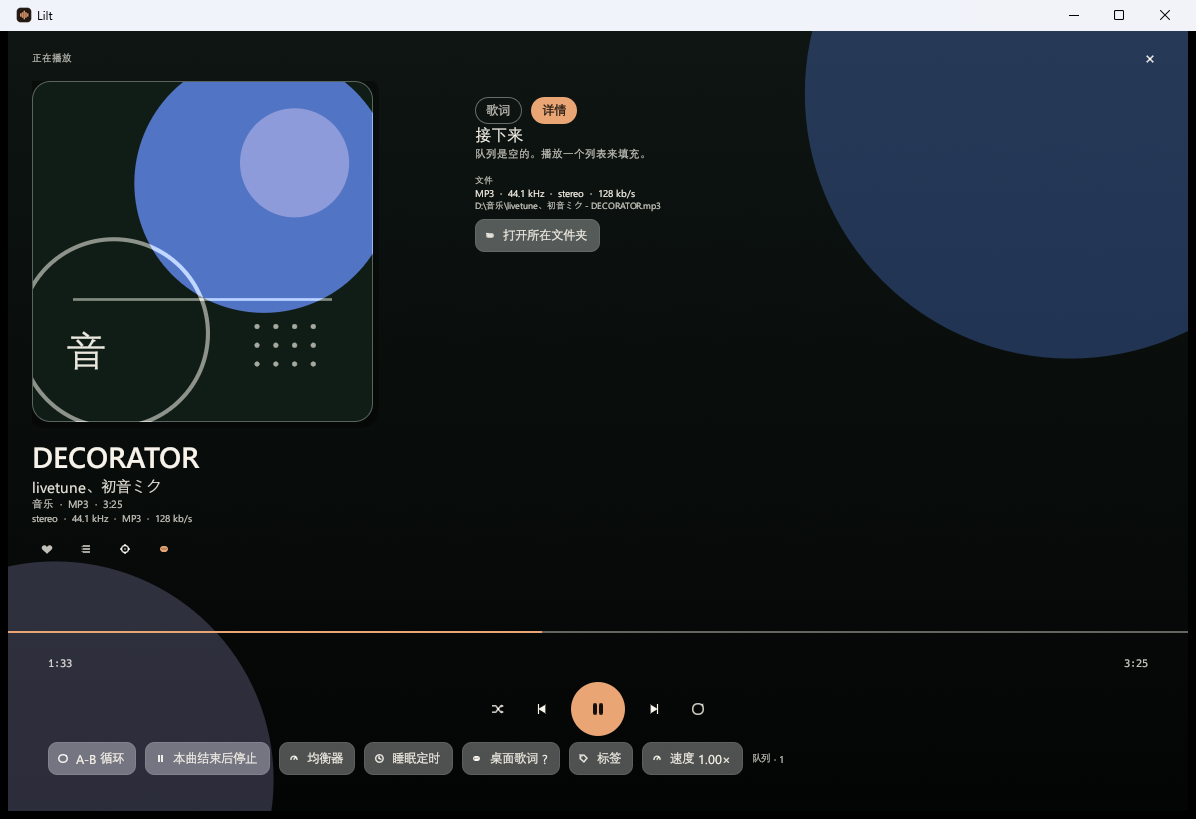 Lilt
正在播放
音
DECORATOR
livetune、初音ミク
音乐 · MP3 · 3:25
stereo · 44.1 kHz · MP3 · 128 kb/s
歌词 详情
接下来
队列是空的。播放一个列表来填充。
文件
MP3 · 44.1 kHz · stereo · 128 kb/s
D:\音乐\livetune、初音ミク - DECORATOR.mp3
打开所在文件夹
1:33 3:25
A-B 循环 本曲结束后停止 均衡器 睡眠定时 桌面歌词 ? 标签 速度 1.00× 队列 · 1